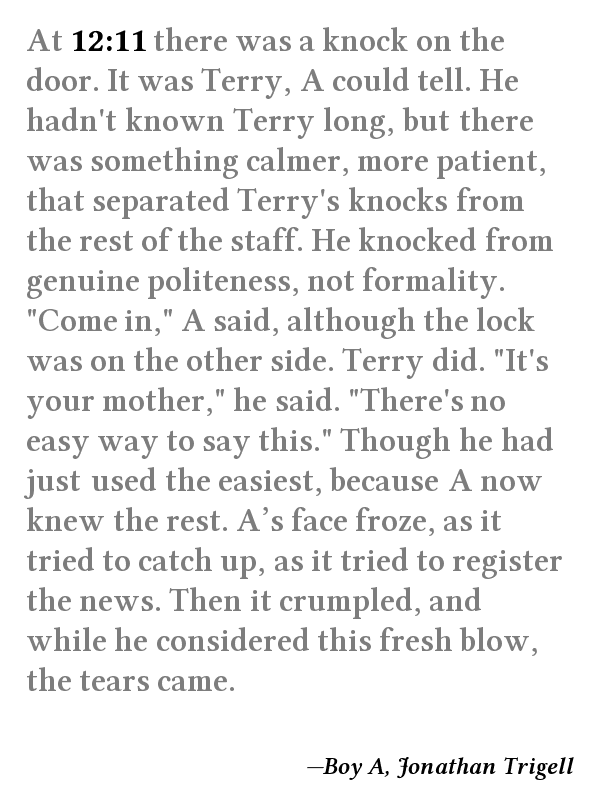 At 12:11 there was a knock on the
door. It was Terry, A could tell. He
hadn't known Terry long, but there
was something calmer, more patient,
that separated Terry's knocks from
the rest of the staff. He knocked from
genuine politeness, not formality.
"Come in," A said, although the lock
was on the other side. Terry did. "It's
your mother," he said. "There's no
easy way to say this." Though he had
just used the easiest, because A now
knew the rest. A’s face froze, as it
tried to catch up, as it tried to register
the news. Then it crumpled, and
while he considered this fresh blow,
the tears came.
—Boy A, Jonathan Trigell